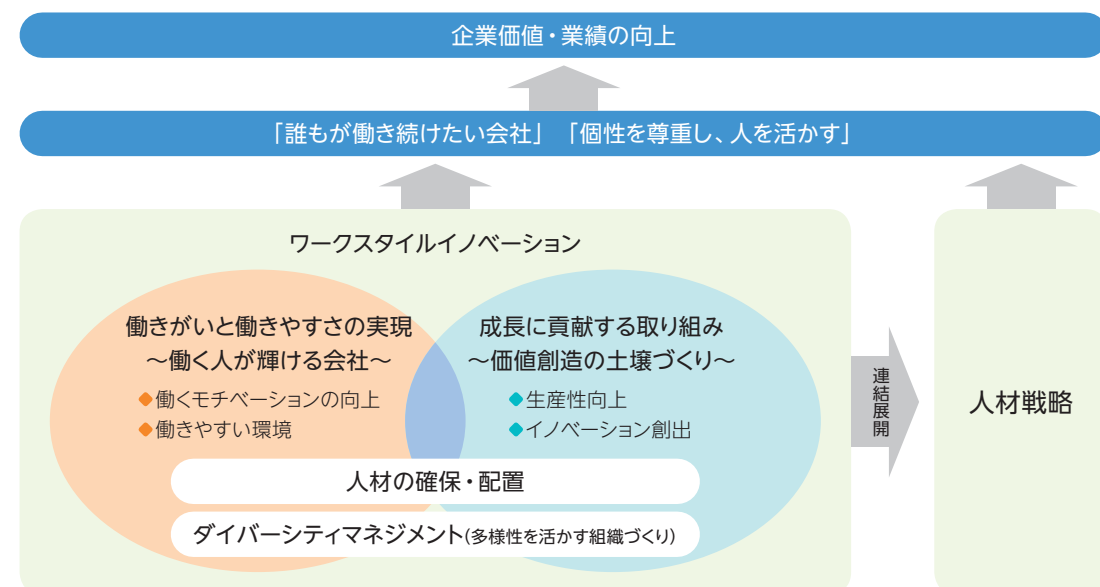 企業価値・業績の向上
「誰もが働き続けたい会社」 「個性を尊重し、人を活かす」
ワークスタイルイノベーション
働きがいと働きやすさの実現
～働く人が輝ける会社～
◆働くモチベーションの向上
◆働きやすい環境
成長に貢献する取り組み
～価値創造の土壌づくり～
◆生産性向上
◆イノベーション創出
人材の確保・配置
ダイバーシティマネジメント(多様性を活かす組織づくり)
連結展開
人材戦略